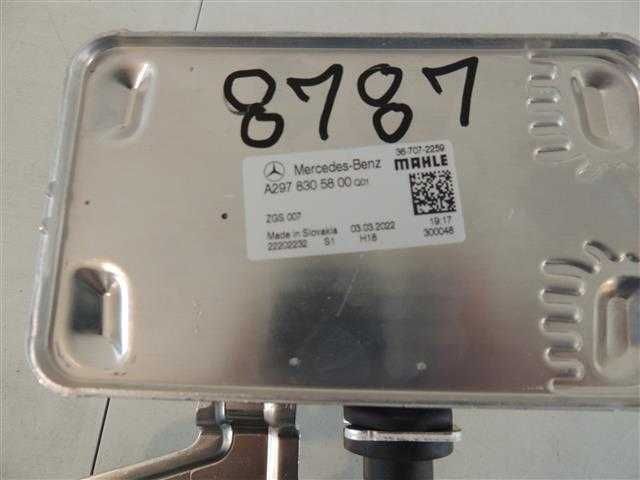 8787
Mercedes-Benz
36-707-2259
MAHLE
A297 830 58 00 Q01
ZGS 007
Made in Slovakia 03.03.2022 19:17
22202232 S1 H18 300048